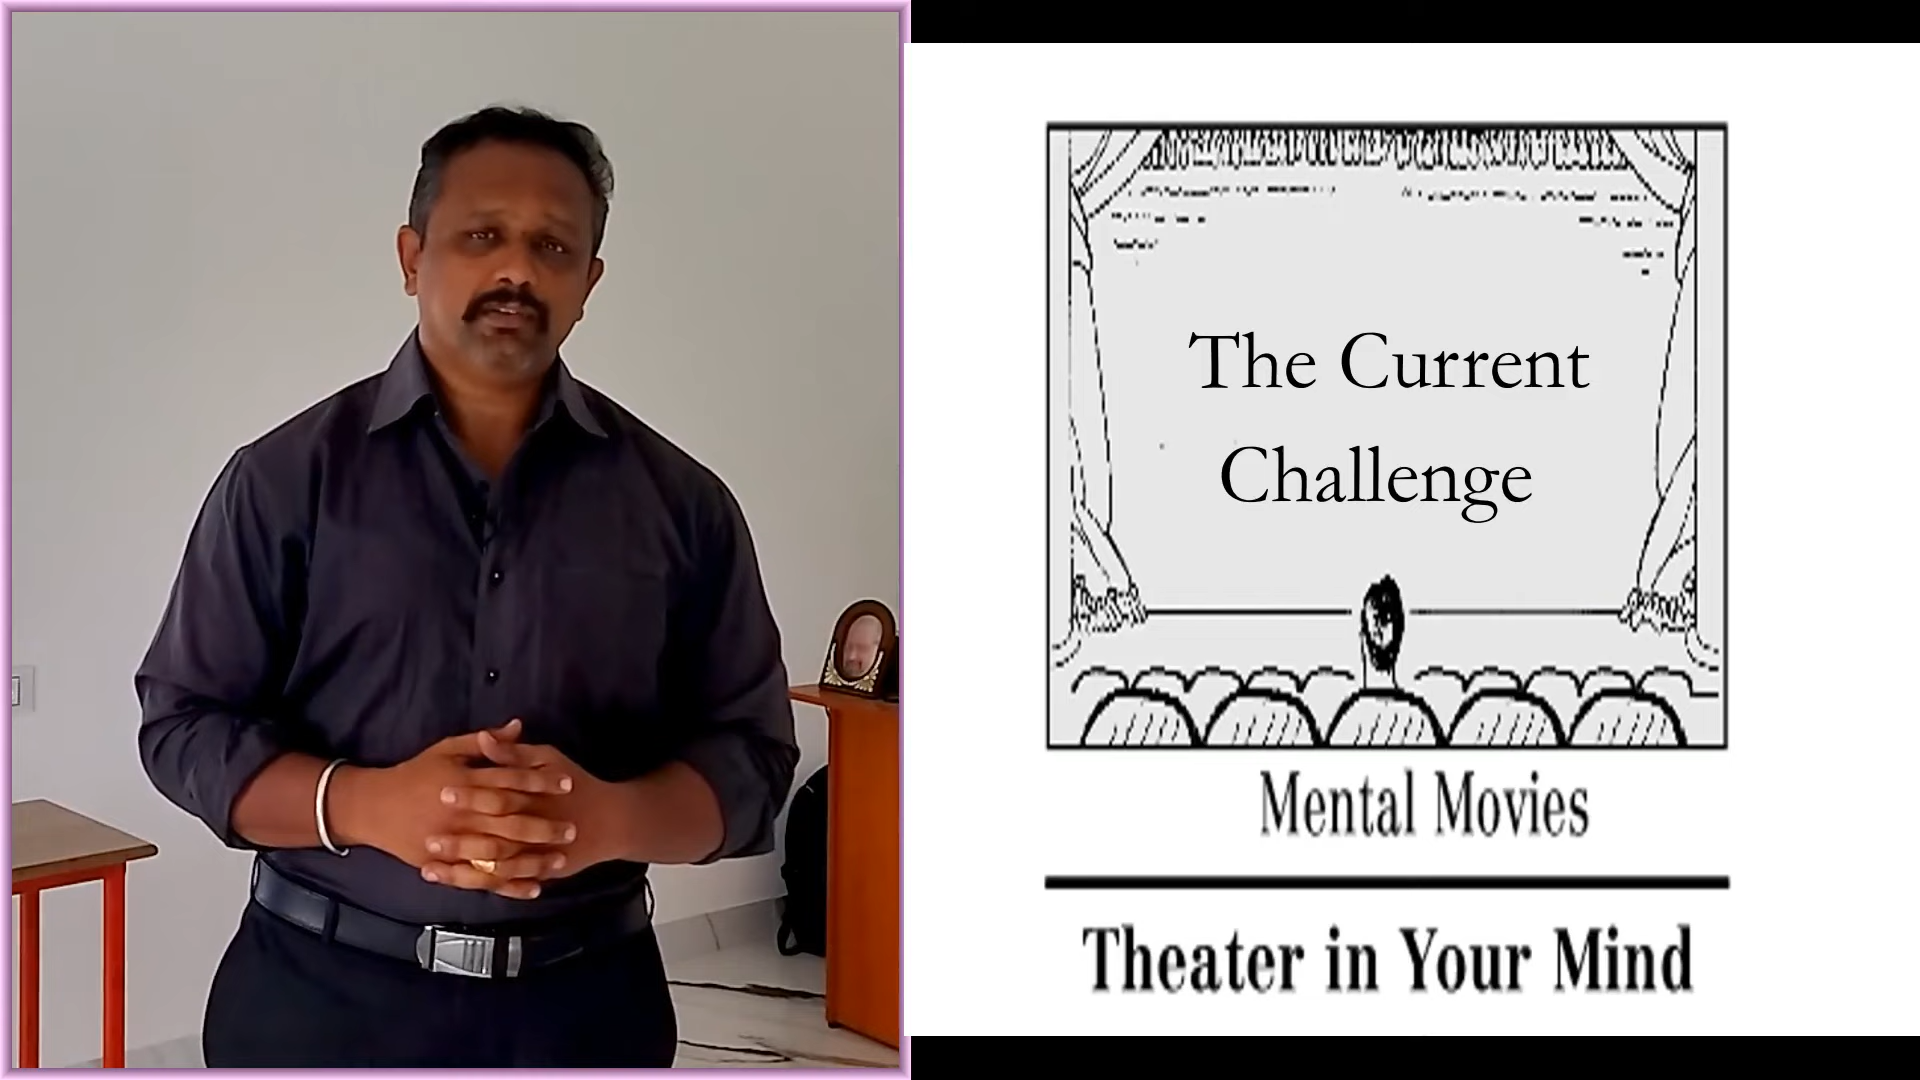 The Current
Challenge
Mental Movies
Theater in Your Mind